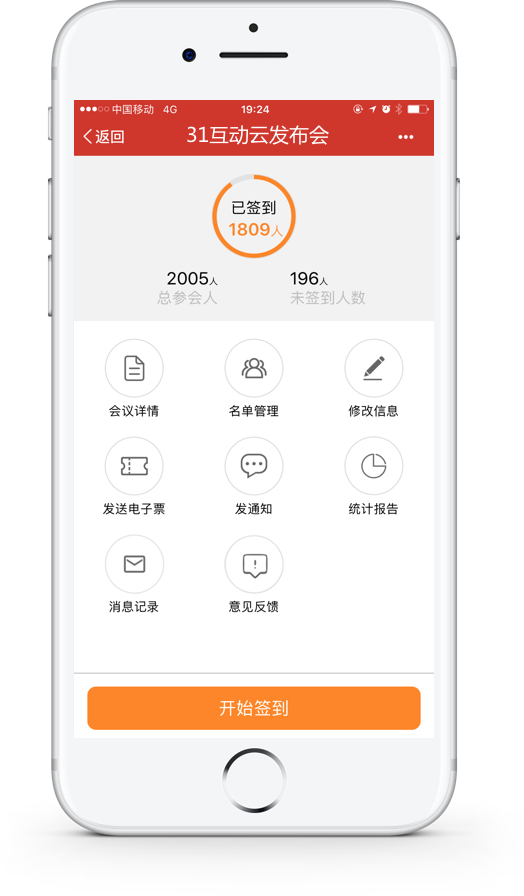 中国移动 4G 19:24
返回 31互动云发布会
已签到
1809人
2005人 196人
总参会人 未签到人数
会议详情 名单管理 修改信息
发送电子票 发通知 统计报告
消息记录 意见反馈
开始签到